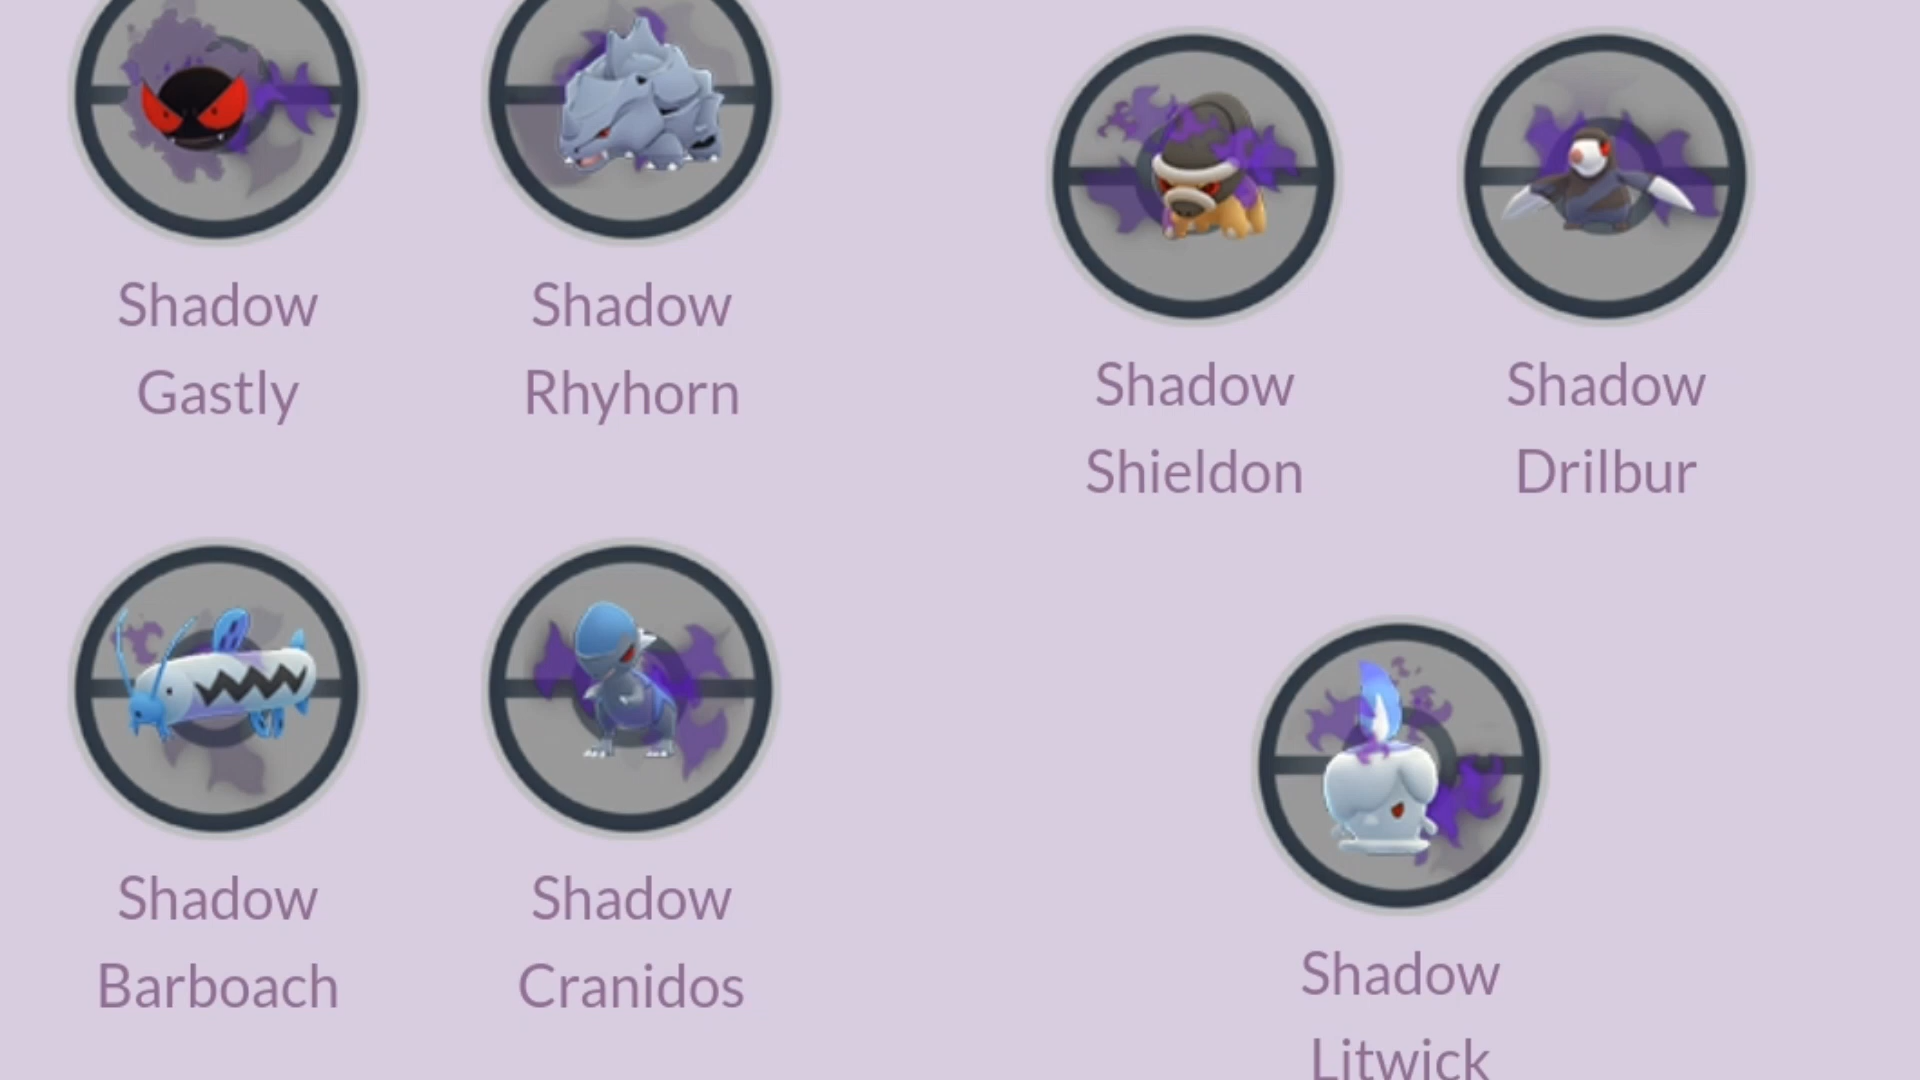 Shadow
Gastly
Shadow
Rhyhorn
Shadow
Shieldon
Shadow
Drilbur
Shadow
Barboach
Shadow
Cranidos
Shadow
Litwick